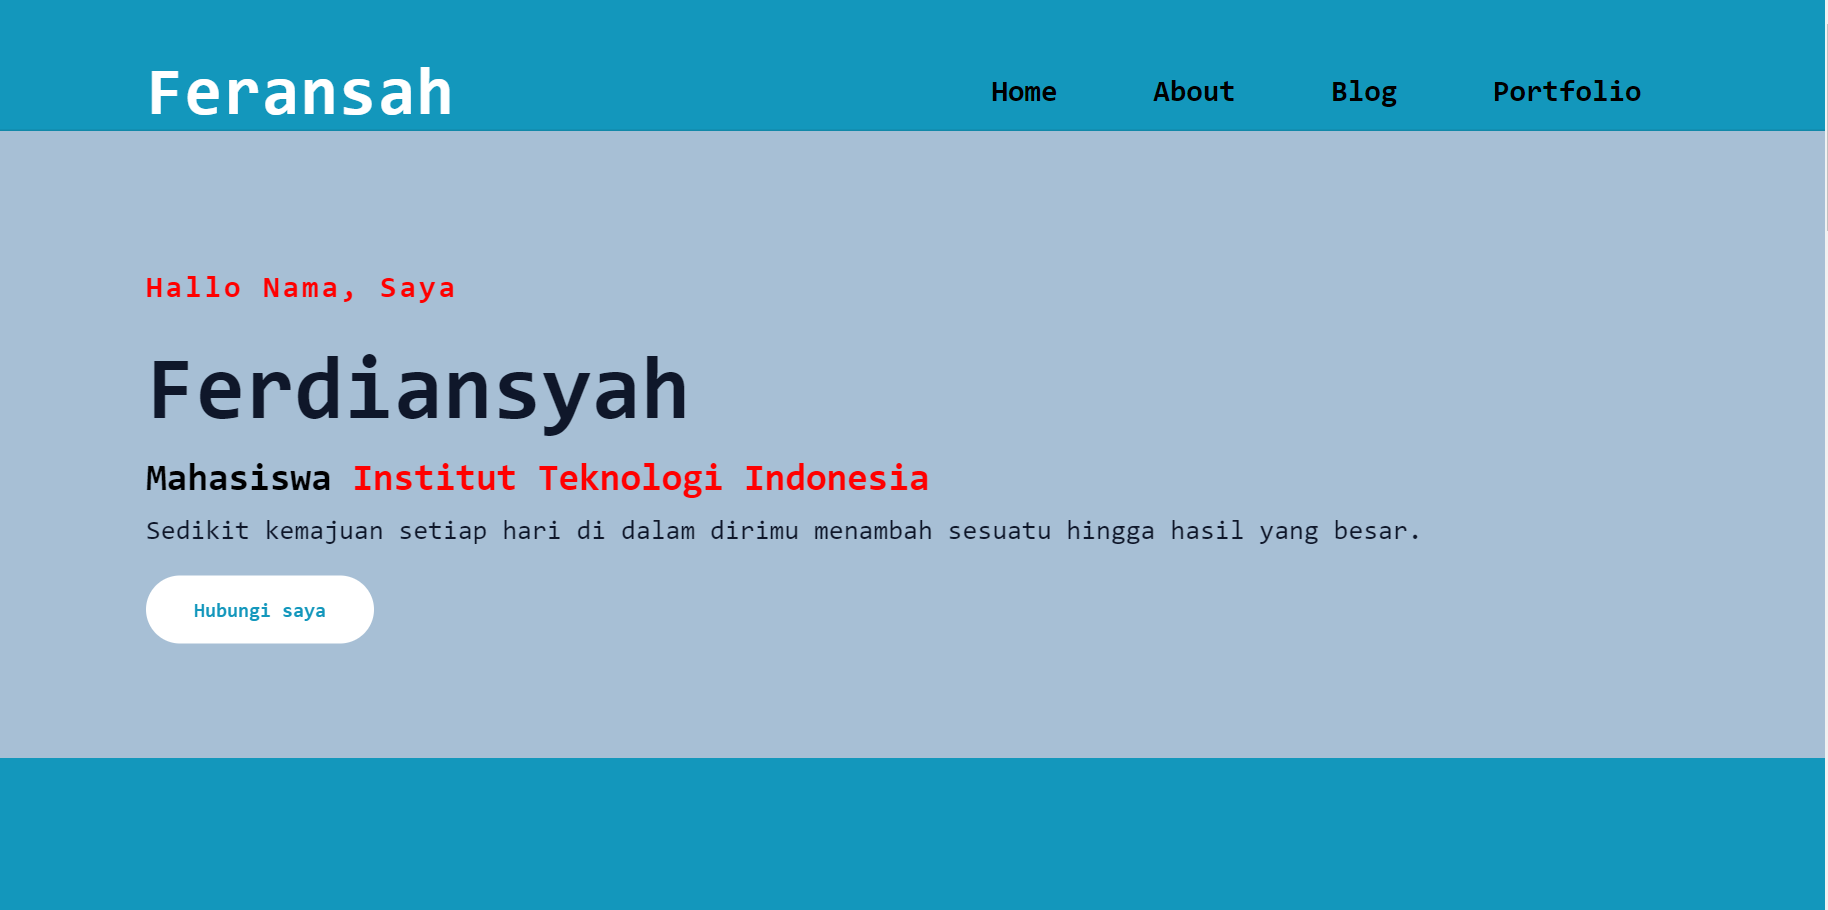 Feransah
Home About Blog Portfolio
Hallo Nama, Saya
Ferdiansyah
Mahasiswa Institut Teknologi Indonesia
Sedikit kemajuan setiap hari di dalam dirimu menambah sesuatu hingga hasil yang besar.
Hubungi saya